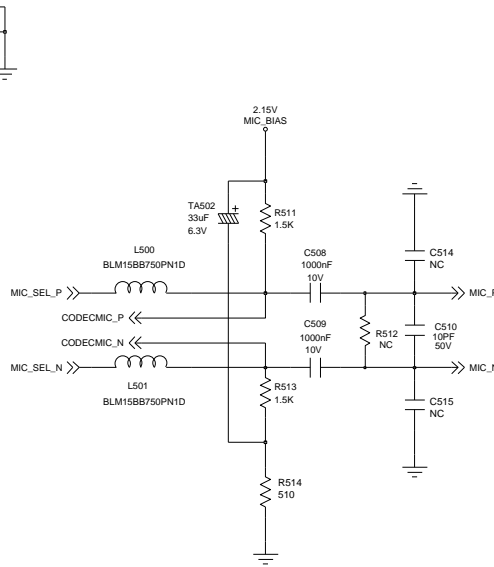 2.15V
MIC_BIAS
TA502
33uF
6.3V
+
R511
1.5K
L500
BLM15BB750PN1D
C508
1000nF
10V
C514
NC
MIC_SEL_P
CODECMIC_P
C509
1000nF
10V
R512
NC
C510
10PF
50V
CODECMIC_N
MIC_SEL_N
L501
BLM15BB750PN1D
R513
1.5K
C515
NC
R514
510